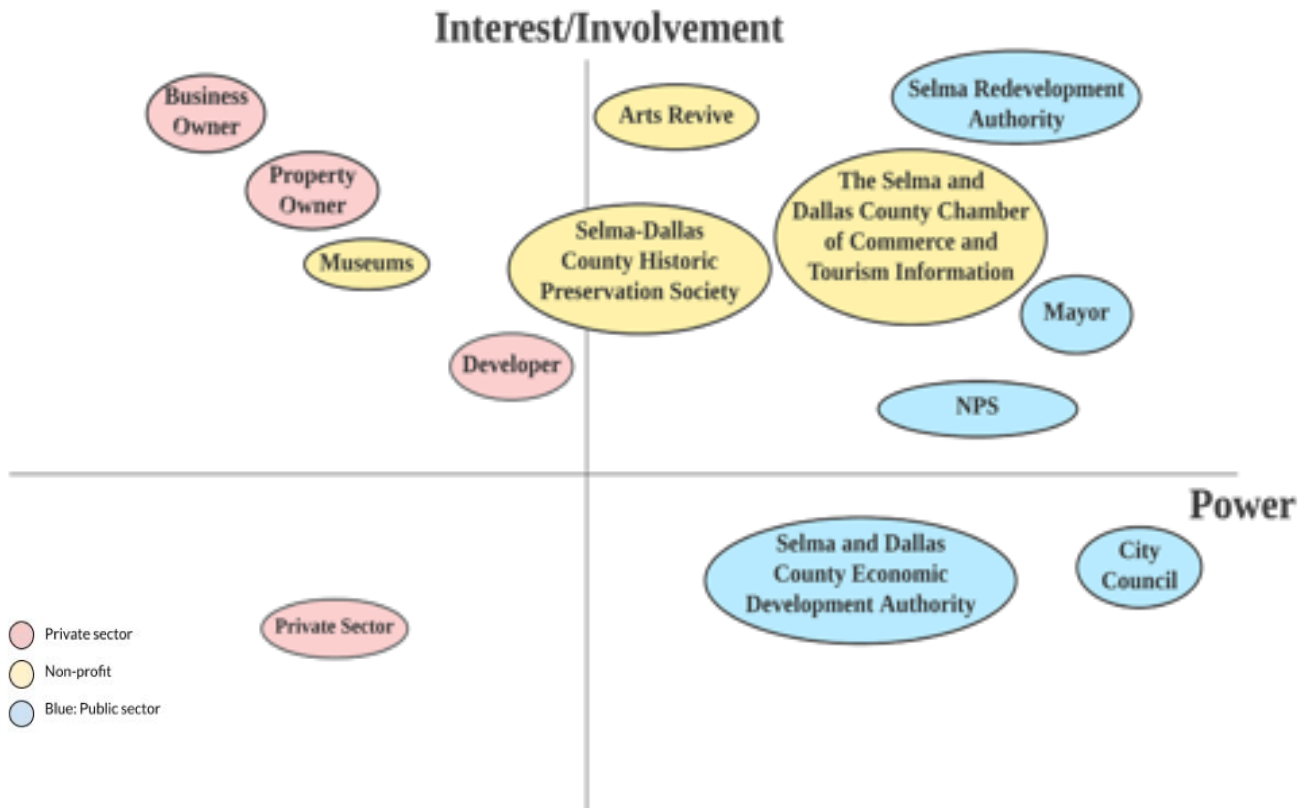 Interest/Involvement
Business
Owner
Arts Revive
Selma Redevelopment
Authority
Property
Owner
The Selma and
Dallas County Chamber
of Commerce and
Tourism Information
Museums
Selma-Dallas
County Historic
Preservation Society
Mayor
Developer
NPS
Power
Selma and Dallas
County Economic
Development Authority
City
Council
Private Sector
Private sector
Non-profit
Blue: Public sector